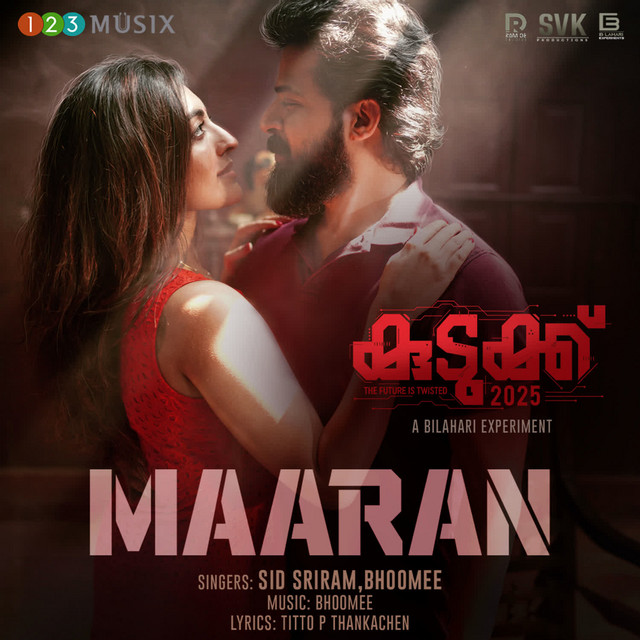 123 MUSIX
SVK
PRODUCTIONS
കുടുക്ക്
THE FUTURE IS TWISTED
2025
A BILAHARI EXPERIMENT
MAARAN
SINGERS: SID SRIRAM,BHOOMEE
MUSIC: BHOOMEE
LYRICS: TITTO P THANKACHEN